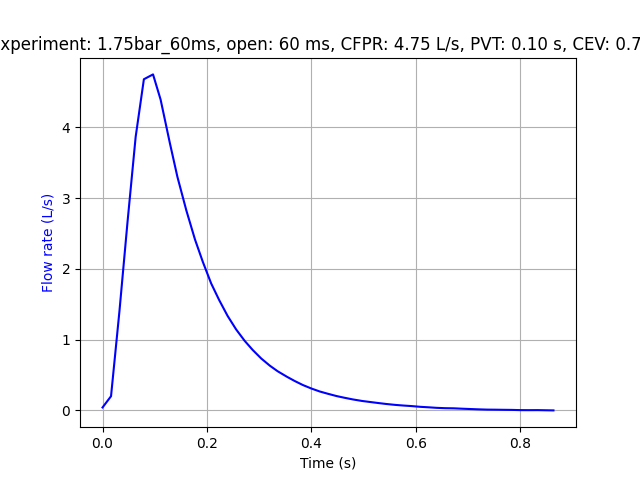 xperiment: 1.75bar_60ms, open: 60 ms, CFPR: 4.75 L/s, PVT: 0.10 s, CEV: 0.7
Flow rate (L/s)
4
3
2
1
0
0.0 0.2 0.4 0.6 0.8
Time (s)